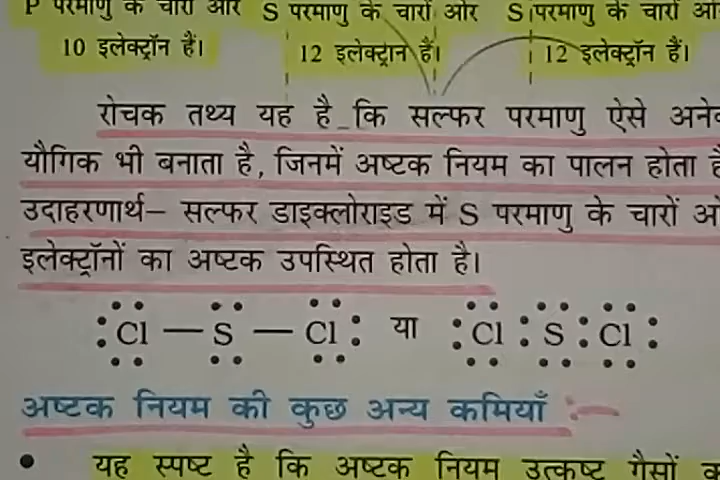 P परमाणु के चारों ओर S परमाणु के चारों ओर S परमाणु के चारों
10 इलेक्ट्रॉन हैं। 12 इलेक्ट्रॉन हैं। 12 इलेक्ट्रॉन हैं।
रोचक तथ्य यह है कि सल्फर परमाणु ऐसे
यौगिक भी बनाता है, जिनमें अष्टक नियम का पालन होता है
उदाहरणार्थ– सल्फर डाइक्लोराइड में S परमाणु के चारों
इलेक्ट्रॉनों का अष्टक उपस्थित होता है।
:Cl — S — Cl: या :Cl:S:Cl:
अष्टक नियम की कुछ अन्य कमियाँ :–
• यह स्पष्ट है कि अष्टक नियम उत्कृष्ट गैसों